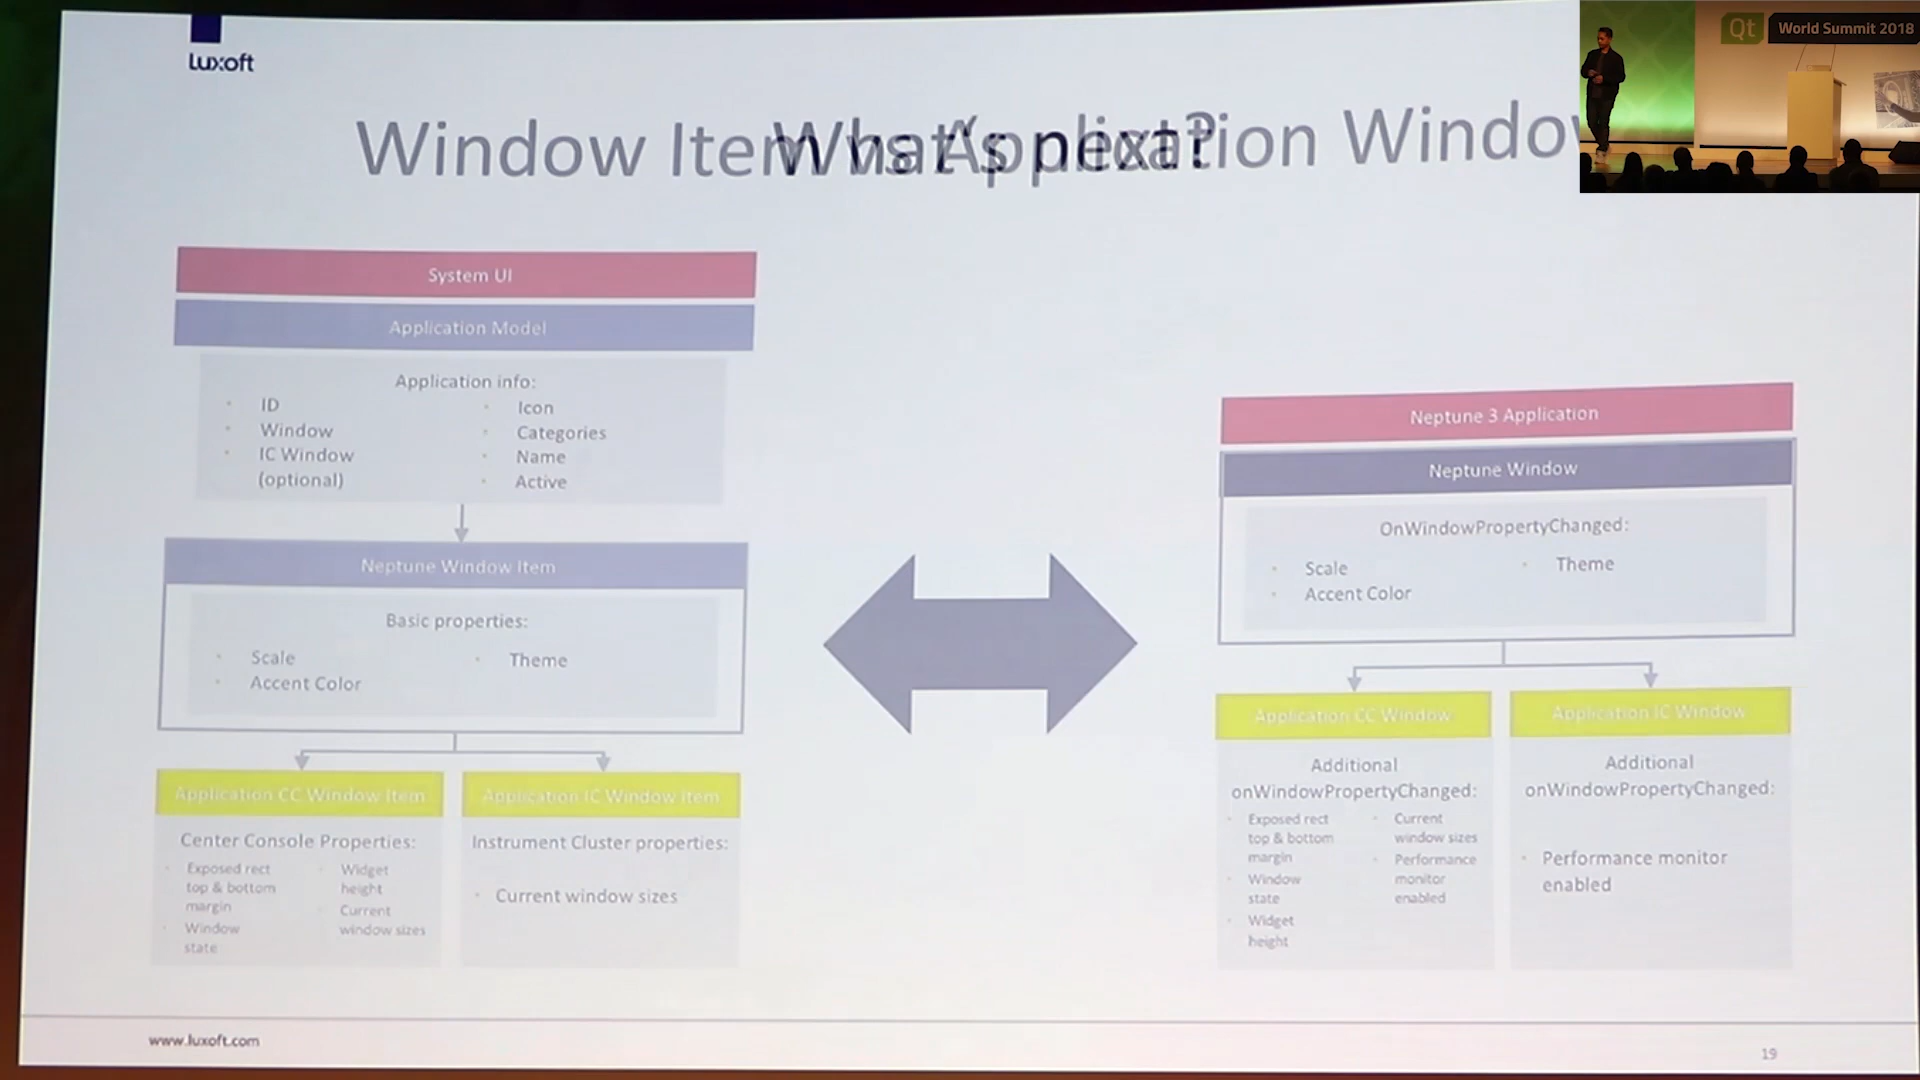 Luxoft
Qt World Summit 2018
Window Item vs Application Window
What's next?
System UI
Application Model
Application info:
ID
Window
IC Window
(optional)
Icon
Categories
Name
Active
Neptune Window Item
Basic properties:
Scale
Accent Color
Theme
Application CC Window Item
Center Console Properties:
Exposed rect
top & bottom
margin
Window
state
Widget
height
Current
window sizes
Application IC Window Item
Instrument Cluster properties:
Current window sizes
Neptune 3 Application
Neptune Window
OnWindowPropertyChanged:
Scale
Accent Color
Theme
Application CC Window
Additional
onWindowPropertyChanged:
Exposed rect
top & bottom
margin
Window
state
Widget
height
Current
window sizes
Performance
monitor
enabled
Application IC Window
Additional
onWindowPropertyChanged:
Performance monitor
enabled
www.luxoft.com
19